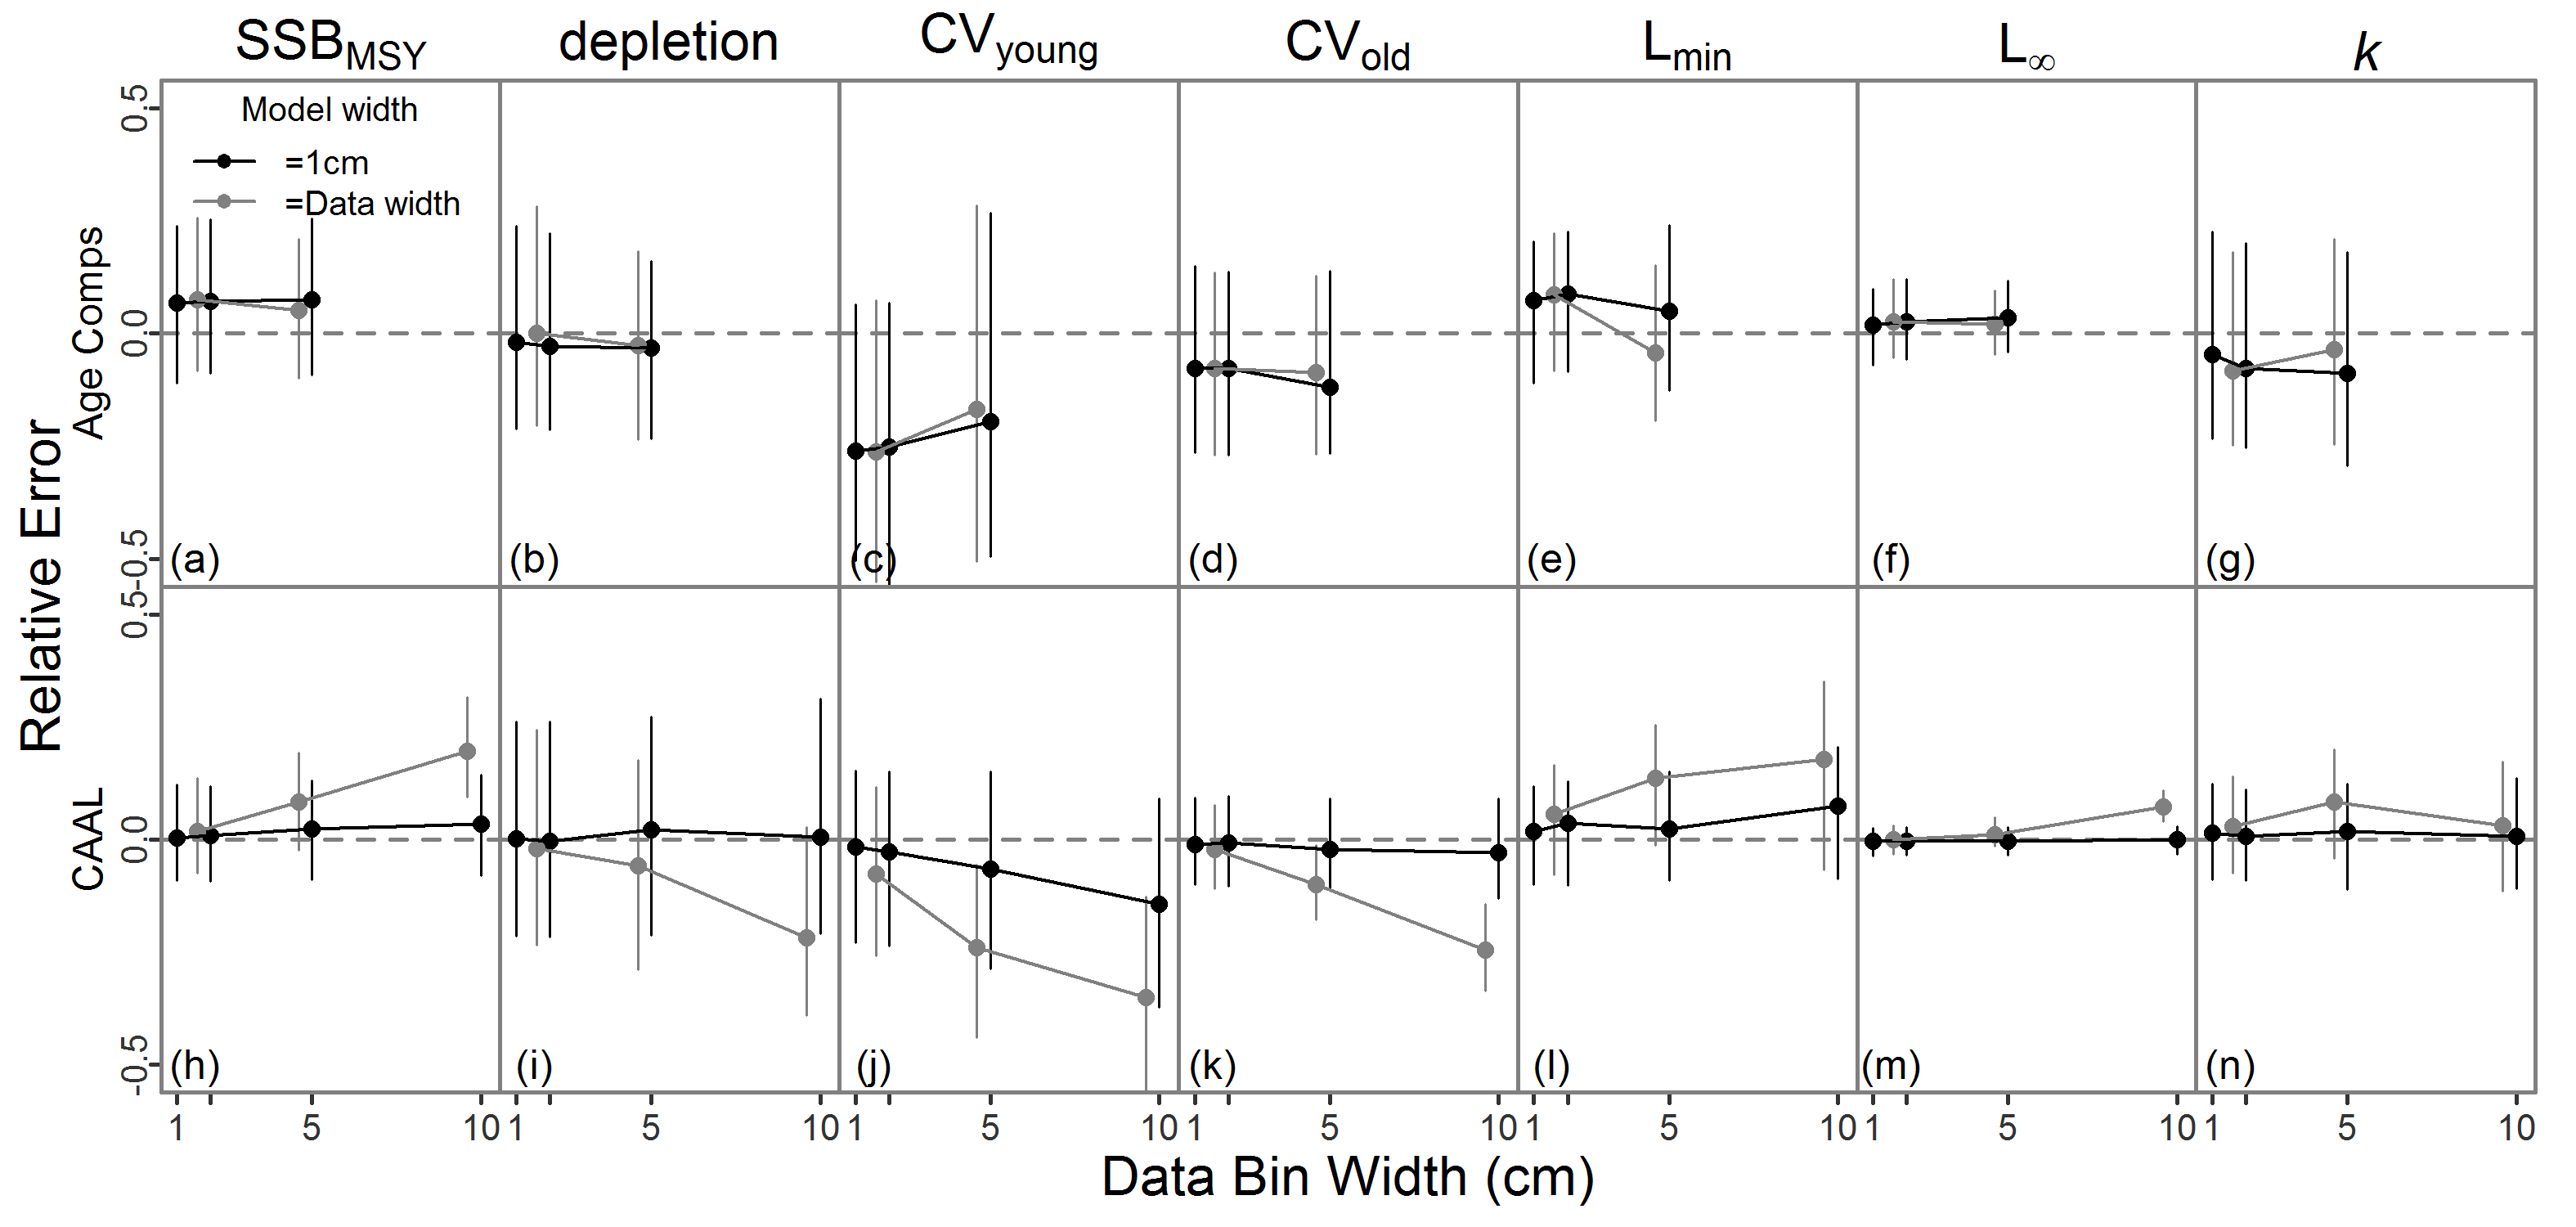 SSBMSY depletion CVyoung CVold Lmin L∞ k
Model width
=1cm
=Data width
0.5
0.0
-0.5
Age Comps
(a) (b) (c) (d) (e) (f) (g)
Relative Error
0.5
0.0
-0.5
CAAL
(h) (i) (j) (k) (l) (m) (n)
1 5 10 1 5 10 1 5 10 1 5 10 1 5 10 1 5 10 1 5 10
Data Bin Width (cm)